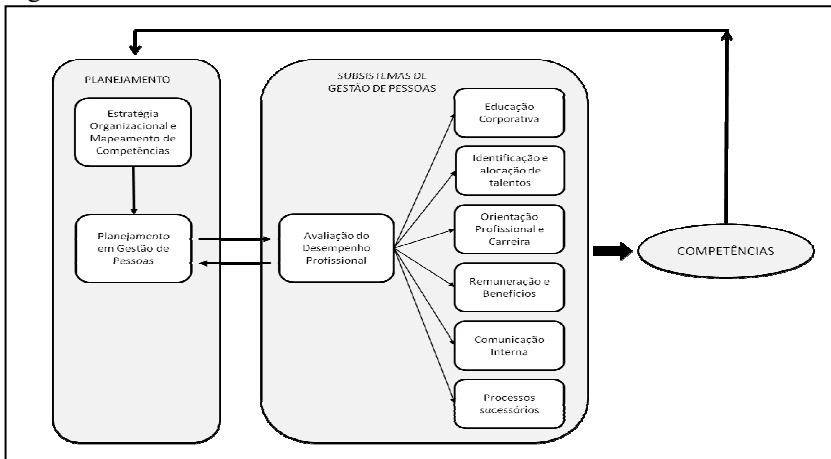 PLANEJAMENTO
Estratégia
Organizacional e
Mapeamento de
Competências
Planejamento
em Gestão de
Pessoas
SUBSISTEMAS DE
GESTÃO DE PESSOAS
Avaliação do
Desempenho
Profissional
Educação
Corporativa
Identificação e
alocação de
talentos
Orientação
Profissional e
Carreira
Remuneração e
Benefícios
Comunicação
Interna
Processos
sucessórios
COMPETÊNCIAS